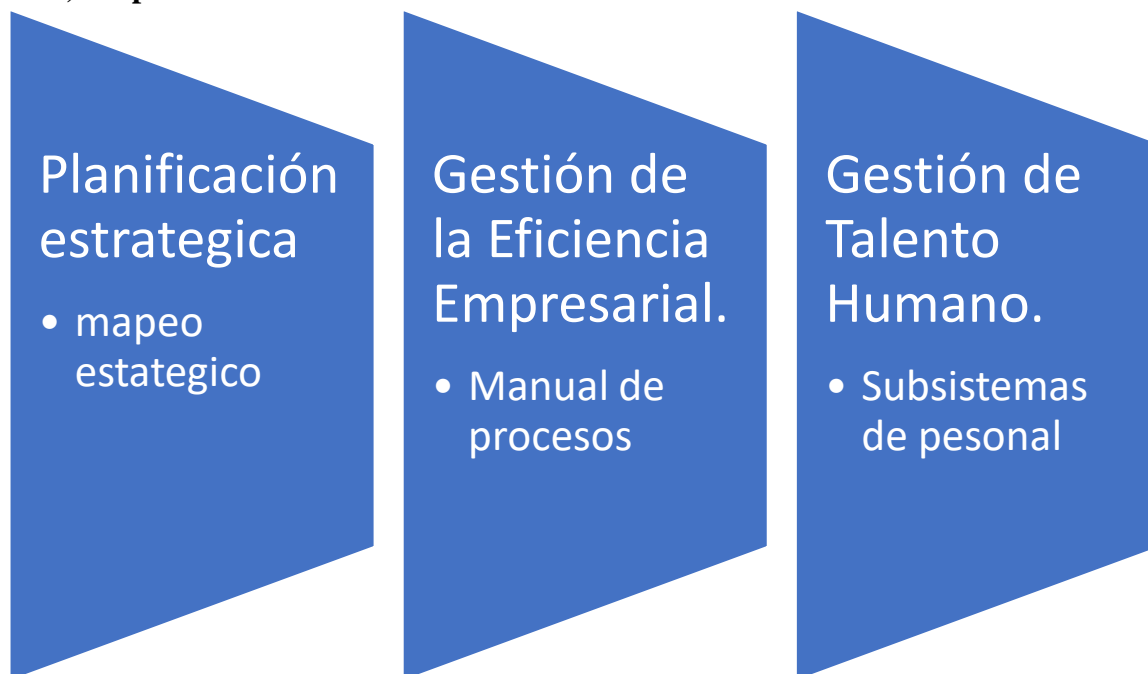 Planificación
estrategica
• mapeo
estategico
Gestión de
la Eficiencia
Empresarial.
• Manual de
procesos
Gestión de
Talento
Humano.
• Subsistemas
de pesonal